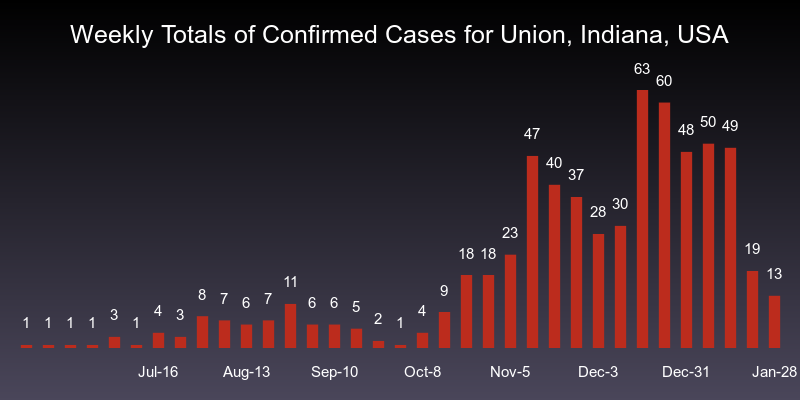 Weekly Totals of Confirmed Cases for Union, Indiana, USA
1 1 1 1 3 1 4 3 8 7 6 7 11 6 6 5 2 1 4 9 18 18 23 47 40 37 28 30 63 60 48 50 49 19 13
Jul-16 Aug-13 Sep-10 Oct-8 Nov-5 Dec-3 Dec-31 Jan-28